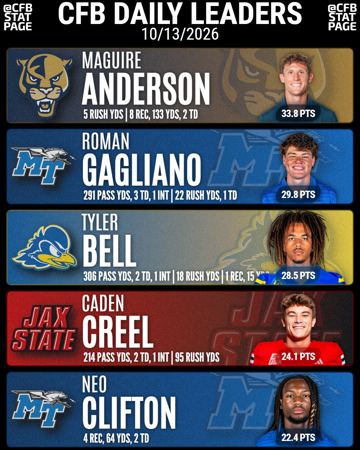 @CFB STAT PAGE
CFB DAILY LEADERS
10/13/2026
@CFB STAT PAGE
MAGUIRE
ANDERSON
5 RUSH YDS | 8 REC, 133 YDS, 2 TD
33.8 PTS
MT
ROMAN
GAGLIANO
291 PASS YDS, 3 TD, 1 INT | 22 RUSH YDS, 1 TD
29.8 PTS
TYLER
BELL
306 PASS YDS, 2 TD, 1 INT | 18 RUSH YDS | 1 REC, 15
28.5 PTS
JAX STATE
CADEN
CREEL
214 PASS YDS, 2 TD, 1 INT | 95 RUSH YDS
24.1 PTS
MT
NEO
CLIFTON
4 REC, 64 YDS, 2 TD
22.4 PTS